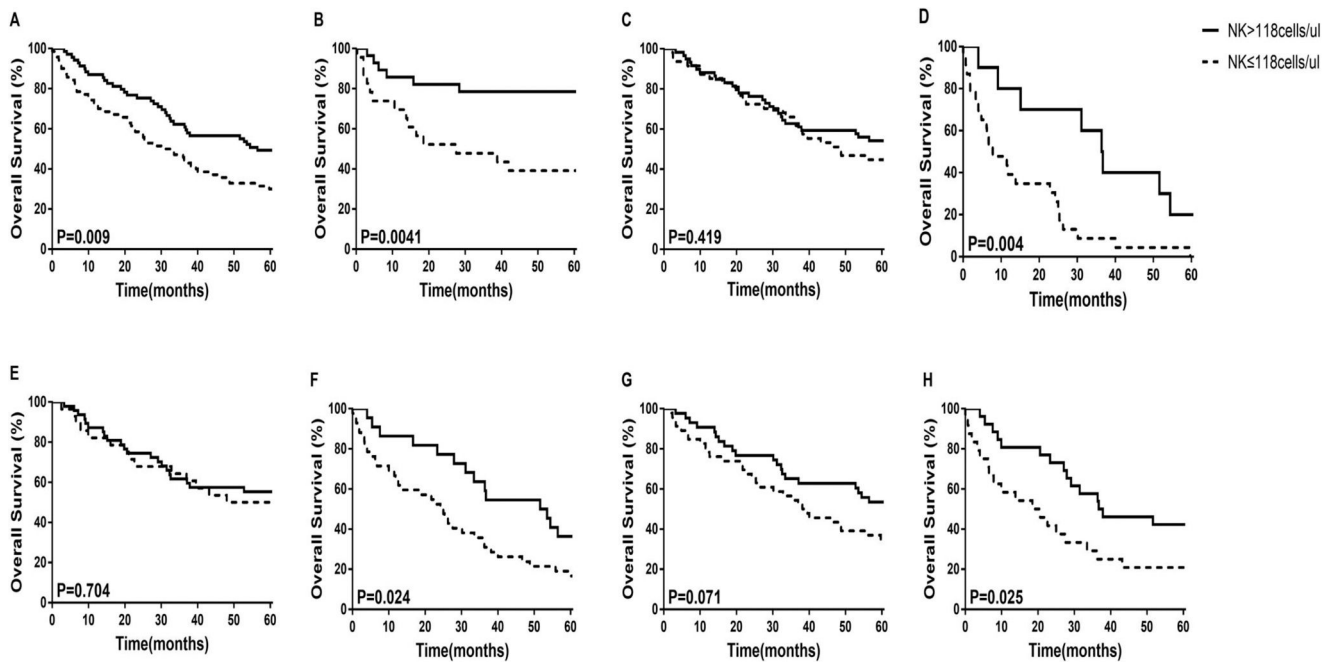 A
Overall Survival (%)
100
80
60
40
20
0
P=0.009
0 10 20 30 40 50 60
Time(months)
B
Overall Survival (%)
100
80
60
40
20
0
P=0.0041
0 10 20 30 40 50 60
Time(months)
C
Overall Survival (%)
100
80
60
40
20
0
P=0.419
0 10 20 30 40 50 60
Time(months)
D
Overall Survival (%)
100
80
60
40
20
0
P=0.004
0 10 20 30 40 50 60
Time(months)
NK>118cells/ul
NK≤118cells/ul
E
Overall Survival (%)
100
80
60
40
20
0
P=0.704
0 10 20 30 40 50 60
Time(months)
F
Overall Survival (%)
100
80
60
40
20
0
P=0.024
0 10 20 30 40 50 60
Time(months)
G
Overall Survival (%)
100
80
60
40
20
0
P=0.071
0 10 20 30 40 50 60
Time(months)
H
Overall Survival (%)
100
80
60
40
20
0
P=0.025
0 10 20 30 40 50 60
Time(months)